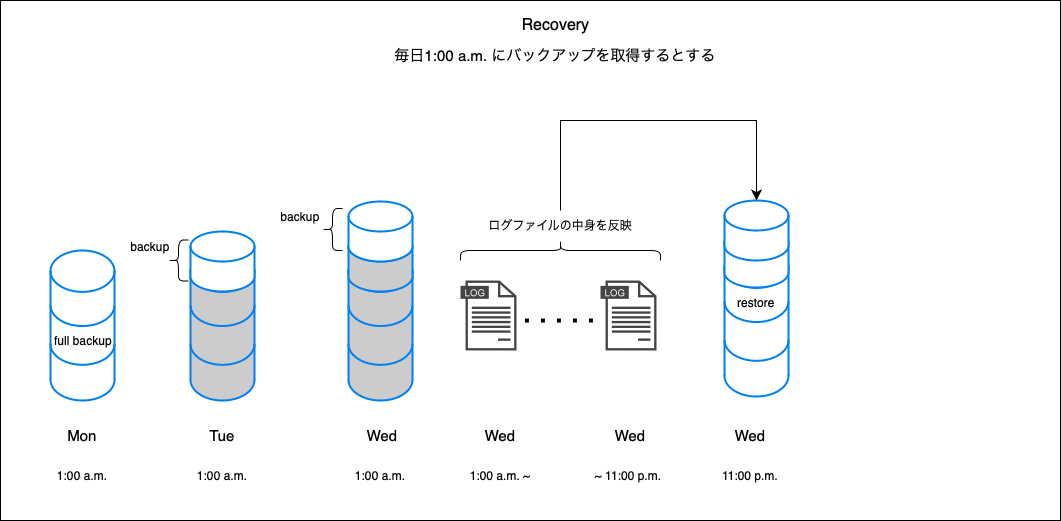 Recovery
毎日1:00 a.m. にバックアップを取得するとする
backup
backup
ログファイルの中身を反映
LOG
LOG
restore
full backup
Mon
Tue
Wed
Wed
Wed
Wed
1:00 a.m.
1:00 a.m.
1:00 a.m.
1:00 a.m. ~
~ 11:00 p.m.
11:00 p.m.